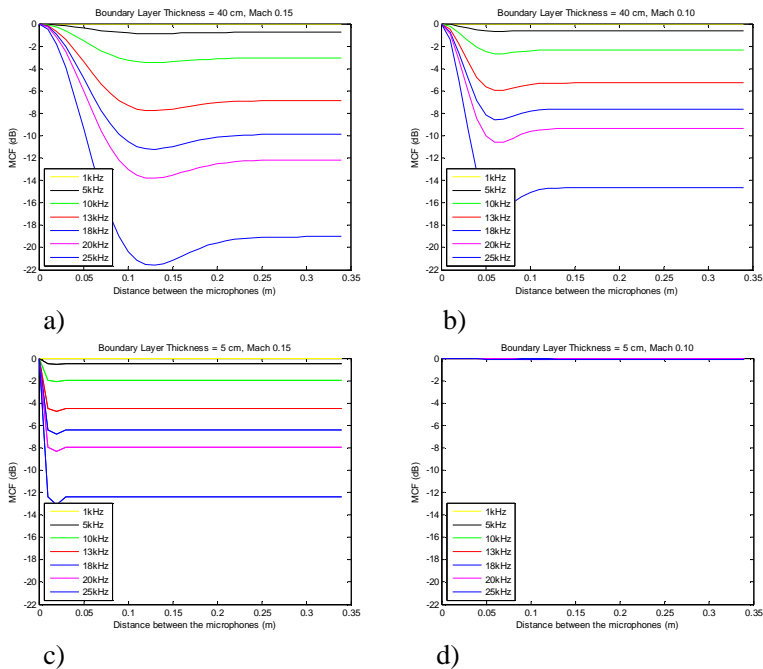 Boundary Layer Thickness = 40 cm, Mach 0.15
0
-2
-4
-6
-8
-10
-12
-14
-16
-18
-20
-22
MCF (dB)
1kHz
5kHz
10kHz
13kHz
18kHz
20kHz
25kHz
0 0.05 0.1 0.15 0.2 0.25 0.3 0.35
Distance between the microphones (m)
a)
Boundary Layer Thickness = 40 cm, Mach 0.10
0
-2
-4
-6
-8
-10
-12
-14
-16
-18
-20
-22
MCF (dB)
1kHz
5kHz
10kHz
13kHz
18kHz
20kHz
25kHz
0 0.05 0.1 0.15 0.2 0.25 0.3 0.35
Distance between the microphones (m)
b)
Boundary Layer Thickness = 5 cm, Mach 0.15
0
-2
-4
-6
-8
-10
-12
-14
-16
-18
-20
-22
MCF (dB)
1kHz
5kHz
10kHz
13kHz
18kHz
20kHz
25kHz
0 0.05 0.1 0.15 0.2 0.25 0.3 0.35
Distance between the microphones (m)
c)
Boundary Layer Thickness = 5 cm, Mach 0.10
0
-2
-4
-6
-8
-10
-12
-14
-16
-18
-20
-22
MCF (dB)
1kHz
5kHz
10kHz
13kHz
18kHz
20kHz
25kHz
0 0.05 0.1 0.15 0.2 0.25 0.3 0.35
Distance between the microphones (m)
d)